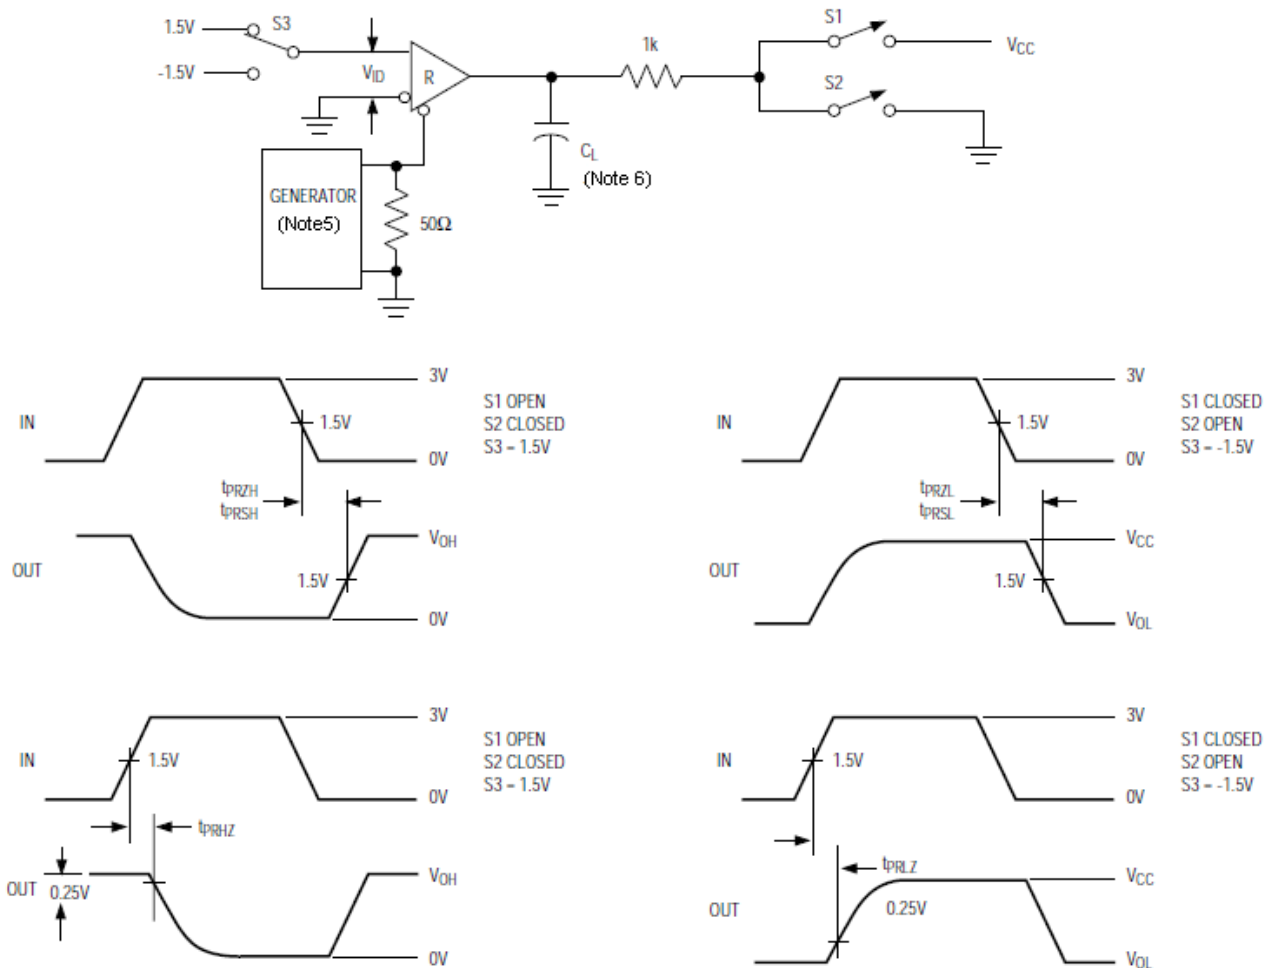 S1
1.5V
S3
1k
VCC
-1.5V
VID
R
S2
CL
(Note 6)
GENERATOR
(Note5)
50Ω
3V
IN
1.5V
0V
S1 OPEN
S2 CLOSED
S3 = 1.5V
tPRZH
tPRSH
VOH
OUT
1.5V
0V
3V
IN
1.5V
0V
S1 CLOSED
S2 OPEN
S3 = -1.5V
tPRZL
tPRSL
VCC
OUT
1.5V
VOL
3V
IN
1.5V
0V
S1 OPEN
S2 CLOSED
S3 = 1.5V
tPRHZ
VOH
OUT
0.25V
0V
3V
IN
1.5V
0V
S1 CLOSED
S2 OPEN
S3 = -1.5V
tPRLZ
VCC
OUT
0.25V
VOL